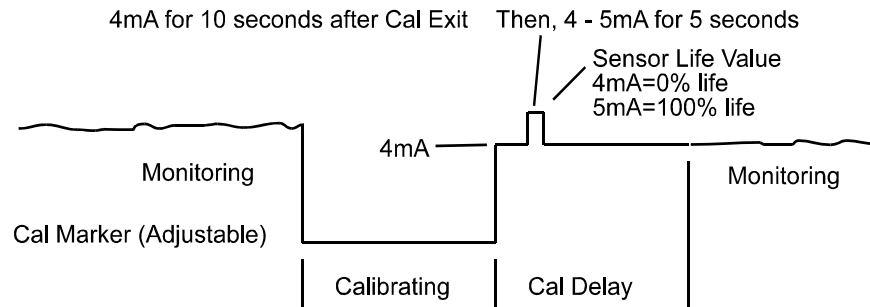 4mA for 10 seconds after Cal Exit
Then, 4 - 5mA for 5 seconds
Sensor Life Value
4mA=0% life
5mA=100% life
4mA
Monitoring
Monitoring
Cal Marker (Adjustable)
Calibrating
Cal Delay